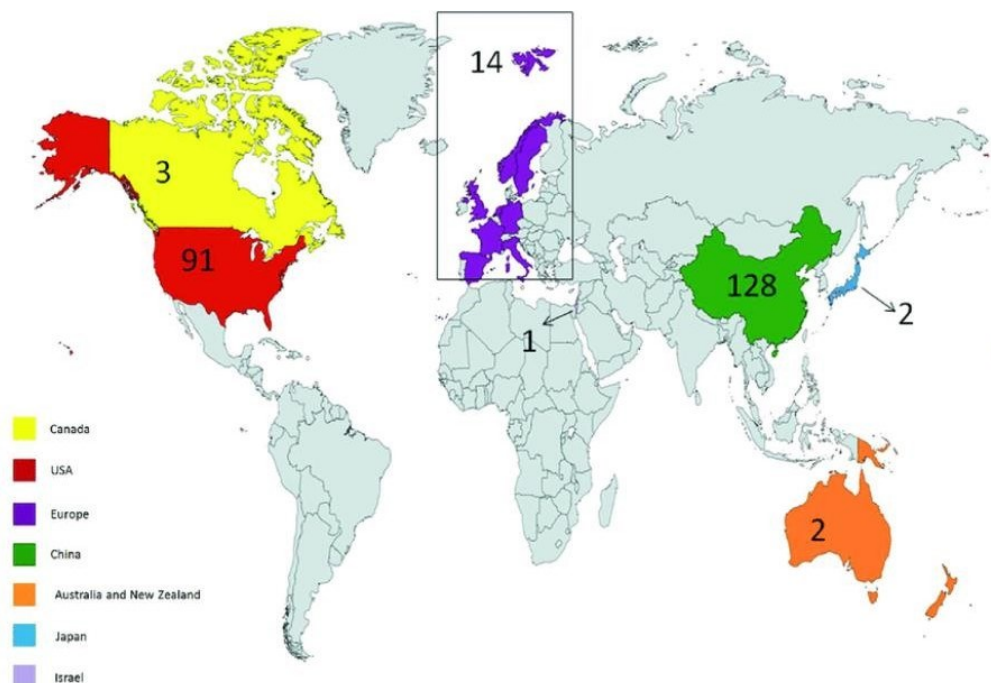 14
3
91
128
2
1
2
Canada
USA
Europe
China
Australia and New Zealand
Japan
Israel